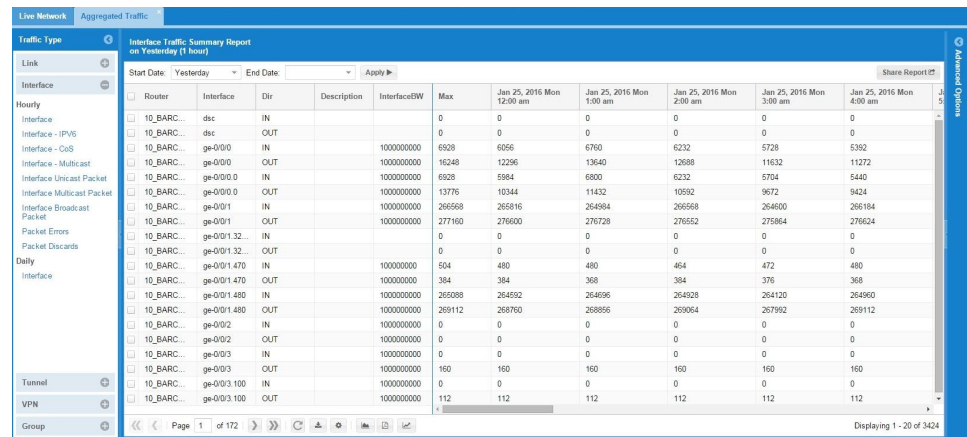 Live Network Aggregated Traffic
Traffic Type
Link
Interface
Hourly
Interface
Interface - IPV6
Interface - CoS
Interface - Multicast
Interface Unicast Packet
Interface Multicast Packet
Interface Broadcast
Packet
Packet Errors
Packet Discards
Daily
Interface
Tunnel
VPN
Group
Interface Traffic Summary Report
on Yesterday (1 hour)
Start Date: Yesterday End Date: Apply Share Report
Router Interface Dir Description InterfaceBW Max Jan 25, 2016 Mon 12:00 am Jan 25, 2016 Mon 1:00 am Jan 25, 2016 Mon 2:00 am Jan 25, 2016 Mon 3:00 am Jan 25, 2016 Mon 4:00 am
10_BARC... dsc IN 0 0 0 0 0 0
10_BARC... dsc OUT 0 0 0 0 0 0
10_BARC... ge-0/0/0 IN 1000000000 6928 6056 6760 6232 5728 5392
10_BARC... ge-0/0/0 OUT 1000000000 16248 12296 13640 12688 11632 11272
10_BARC... ge-0/0/0.0 IN 1000000000 6928 5984 6800 6232 5704 5440
10_BARC... ge-0/0/0.0 OUT 1000000000 13776 10344 11432 10592 9672 9424
10_BARC... ge-0/0/1 IN 1000000000 266568 265816 264984 266568 264600 266184
10_BARC... ge-0/0/1 OUT 1000000000 277160 276600 276728 276552 275864 276624
10_BARC... ge-0/0/1.32... IN 0 0 0 0 0 0
10_BARC... ge-0/0/1.32... OUT 0 0 0 0 0 0
10_BARC... ge-0/0/1.470 IN 100000000 504 480 480 464 472 480
10_BARC... ge-0/0/1.470 OUT 100000000 384 384 368 384 376 368
10_BARC... ge-0/0/1.480 IN 1000000000 265088 264592 264696 264928 264120 264960
10_BARC... ge-0/0/1.480 OUT 1000000000 269112 268760 268856 269064 267992 269112
10_BARC... ge-0/0/2 IN 1000000000 0 0 0 0 0 0
10_BARC... ge-0/0/2 OUT 1000000000 0 0 0 0 0 0
10_BARC... ge-0/0/3 IN 1000000000 0 0 0 0 0 0
10_BARC... ge-0/0/3 OUT 1000000000 160 160 160 160 160 160
10_BARC... ge-0/0/3.100 IN 1000000000 0 0 0 0 0 0
10_BARC... ge-0/0/3.100 OUT 1000000000 112 112 112 112 112 112
Page 1 of 172 Displaying 1 - 20 of 3424
Advanced Options